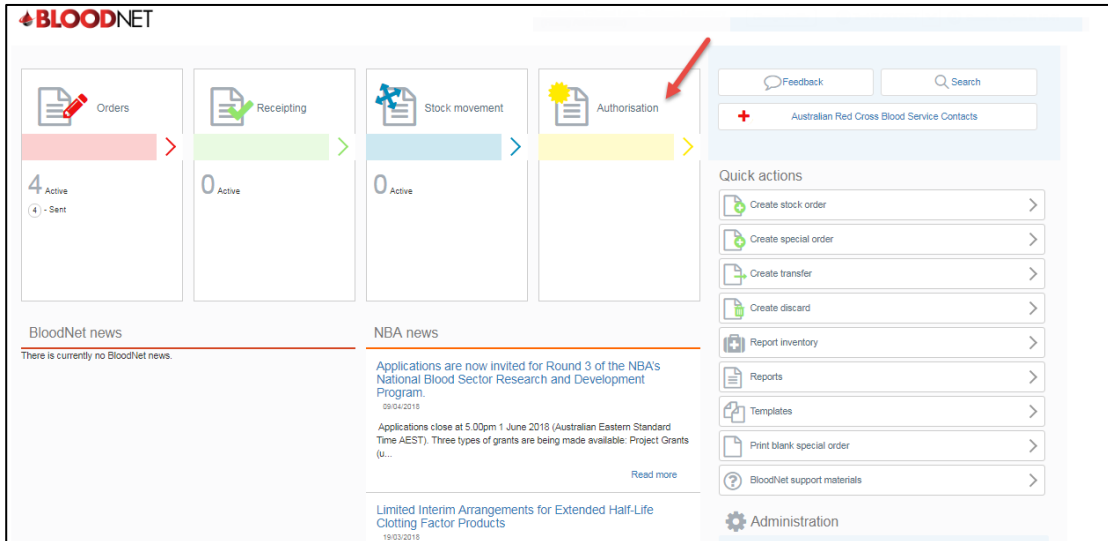 BLOODNET
Orders
Receipting
Stock movement
Authorisation
4 Active
4 - Sent
0 Active
0 Active
Feedback
Search
Australian Red Cross Blood Service Contacts
Quick actions
Create stock order
Create special order
Create transfer
Create discard
Report inventory
Reports
Templates
Print blank special order
BloodNet support materials
Administration
BloodNet news
There is currently no BloodNet news.
NBA news
Applications are now invited for Round 3 of the NBA's
National Blood Sector Research and Development
Program.
09/04/2018
Applications close at 5.00pm 1 June 2018 (Australian Eastern Standard
Time AEST). Three types of grants are being made available: Project Grants
(u...
Read more
Limited Interim Arrangements for Extended Half-Life
Clotting Factor Products
19/03/2018